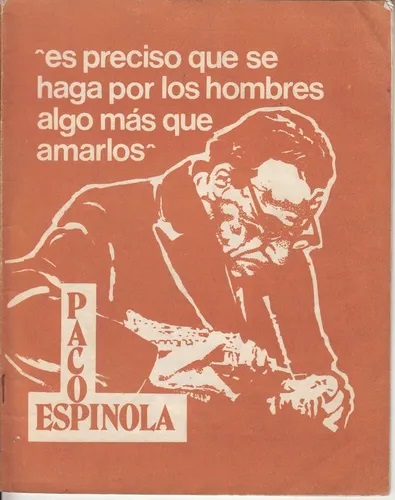 "es preciso que se
haga por los hombres
algo más que
amarlos"
PACO
ESPINOLA